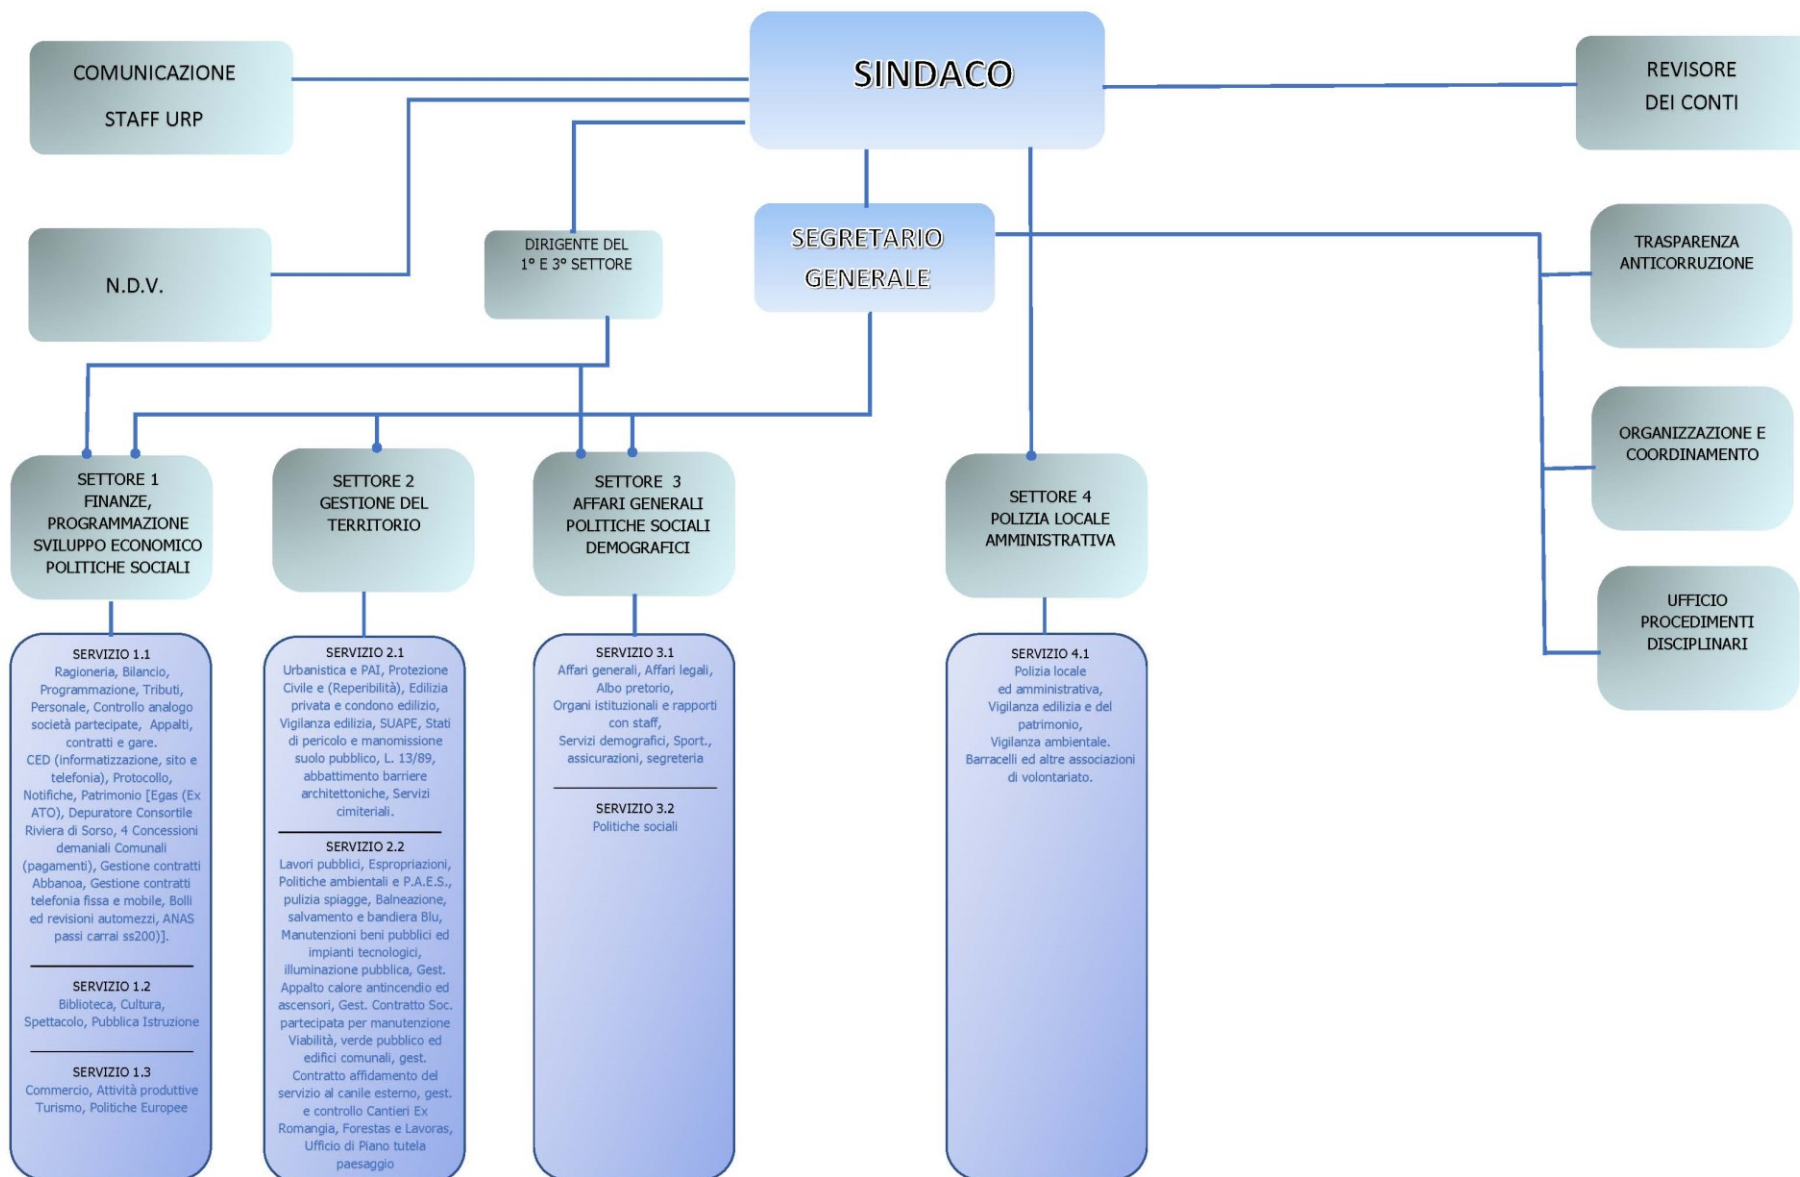 COMUNICAZIONE
STAFF URP
SINDACO
REVISORE
DEI CONTI
N.D.V.
DIRIGENTE DEL
1° E 3° SETTORE
SEGRETARIO
GENERALE
TRASPARENZA
ANTICORRUZIONE
ORGANIZZAZIONE E
COORDINAMENTO
UFFICIO
PROCEDIMENTI
DISCIPLINARI
SETTORE 1
FINANZE,
PROGRAMMAZIONE
SVILUPPO ECONOMICO
POLITICHE SOCIALI
SETTORE 2
GESTIONE DEL
TERRITORIO
SETTORE 3
AFFARI GENERALI
POLITICHE SOCIALI
DEMOGRAFICI
SETTORE 4
POLIZIA LOCALE
AMMINISTRATIVA
SERVIZIO 1.1
Ragioneria, Bilancio,
Programmazione, Tributi,
Personale, Controllo analogo
società partecipate, Appalti,
contratti e gare.
CED (informatizzazione, sito e
telefonia), Protocollo,
Notifiche, Patrimonio [Egas (Ex
ATO), Depuratore Consortile
Riviera di Sorso, 4 Concessioni
demaniali Comunali
(pagamenti), Gestione contratti
Abbanoa, Gestione contratti
telefonia fissa e mobile, Bolli
ed revisioni automezzi, ANAS
passi carrai ss200)].
SERVIZIO 1.2
Biblioteca, Cultura,
Spettacolo, Pubblica Istruzione
SERVIZIO 1.3
Commercio, Attività produttive
Turismo, Politiche Europee
SERVIZIO 2.1
Urbanistica e PAI, Protezione
Civile e (Reperibilità), Edilizia
privata e condono edilizio,
Vigilanza edilizia, SUAPE, Stati
di pericolo e manomissione
suolo pubblico, L. 13/89,
abbattimento barriere
architettoniche, Servizi
cimiteriali.
SERVIZIO 2.2
Lavori pubblici, Espropriazioni,
Politiche ambientali e P.A.E.S.,
pulizia spiagge, Balneazione,
salvamento e bandiera Blu,
Manutenzioni beni pubblici ed
impianti tecnologici,
illuminazione pubblica, Gest.
Appalto calore antincendio ed
ascensori, Gest. Contratto Soc.
partecipata per manutenzione
Viabilità, verde pubblico ed
edifici comunali, gest.
Contratto affidamento del
servizio al canile esterno, gest.
e controllo Cantieri Ex
Romangia, Forestas e Lavoras,
Ufficio di Piano tutela
paesaggio
SERVIZIO 3.1
Affari generali, Affari legali,
Albo pretorio,
Organi istituzionali e rapporti
con staff,
Servizi demografici, Sport.,
assicurazioni, segreteria
SERVIZIO 3.2
Politiche sociali
SERVIZIO 4.1
Polizia locale
ed amministrativa,
Vigilanza edilizia e del
patrimonio,
Vigilanza ambientale.
Barracelli ed altre associazioni
di volontariato.